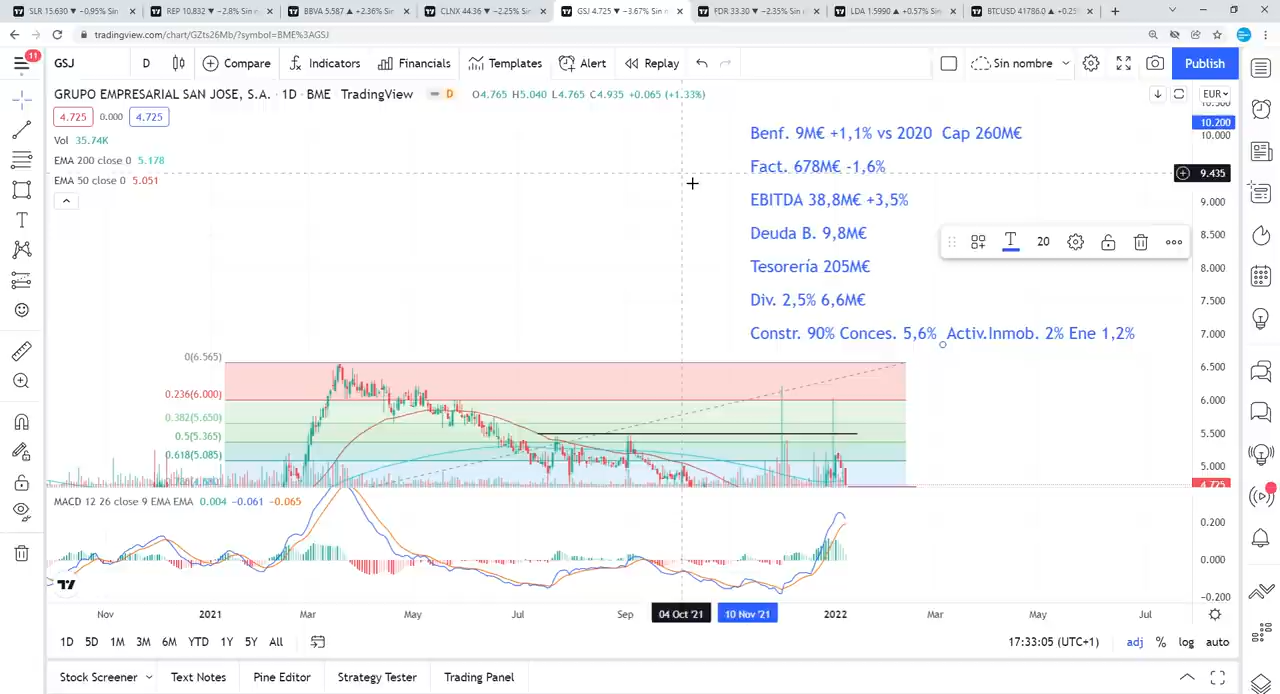 SLR 15.630 ▼ −0.95% Sin REP 10.832 ▼ −2.8% Sin n BBVA 5.587 ▲ +2.36% Sin CLNX 44.36 ▼ −2.25% Sin GSJ 4.725 ▼ −3.67% Sin n FDR 33.30 ▼ −2.35% Sin n LDA 1.5990 ▲ +0.57% Sin BTCUSD 41786.0 ▲ +0.25
tradingview.com/chart/GZts26Mb/?symbol=BME%3AGSJ
11 GSJ D Compare Indicators Financials Templates Alert Replay Sin nombre Publish
GRUPO EMPRESARIAL SAN JOSE, S.A. · 1D · BME TradingView D O4.765 H5.040 L4.765 C4.935 +0.065 (+1.33%) EUR
4.725 0.000 4.725
Vol 35.74K
EMA 200 close 0 5.178
EMA 50 close 0 5.051
Benf. 9M€ +1,1% vs 2020 Cap 260M€
Fact. 678M€ -1,6%
EBITDA 38,8M€ +3,5%
Deuda B. 9,8M€
20
Tesorería 205M€
Div. 2,5% 6,6M€
Constr. 90% Conces. 5,6% Activ.Inmob. 2% Ene 1,2%
10.200
10.000
9.435
9.000
8.500
8.000
7.500
7.000
6.500
6.000
5.500
5.000
4.725
0(6.565)
0.236(6.000)
0.382(5.650)
0.5(5.365)
0.618(5.085)
MACD 12 26 close 9 EMA EMA 0.004 −0.061 −0.065
0.200
0.000
−0.200
Nov 2021 Mar May Jul Sep 04 Oct '21 10 Nov '21 2022 Mar May Jul
1D 5D 1M 3M 6M YTD 1Y 5Y All 17:33:05 (UTC+1) adj % log auto
Stock Screener Text Notes Pine Editor Strategy Tester Trading Panel